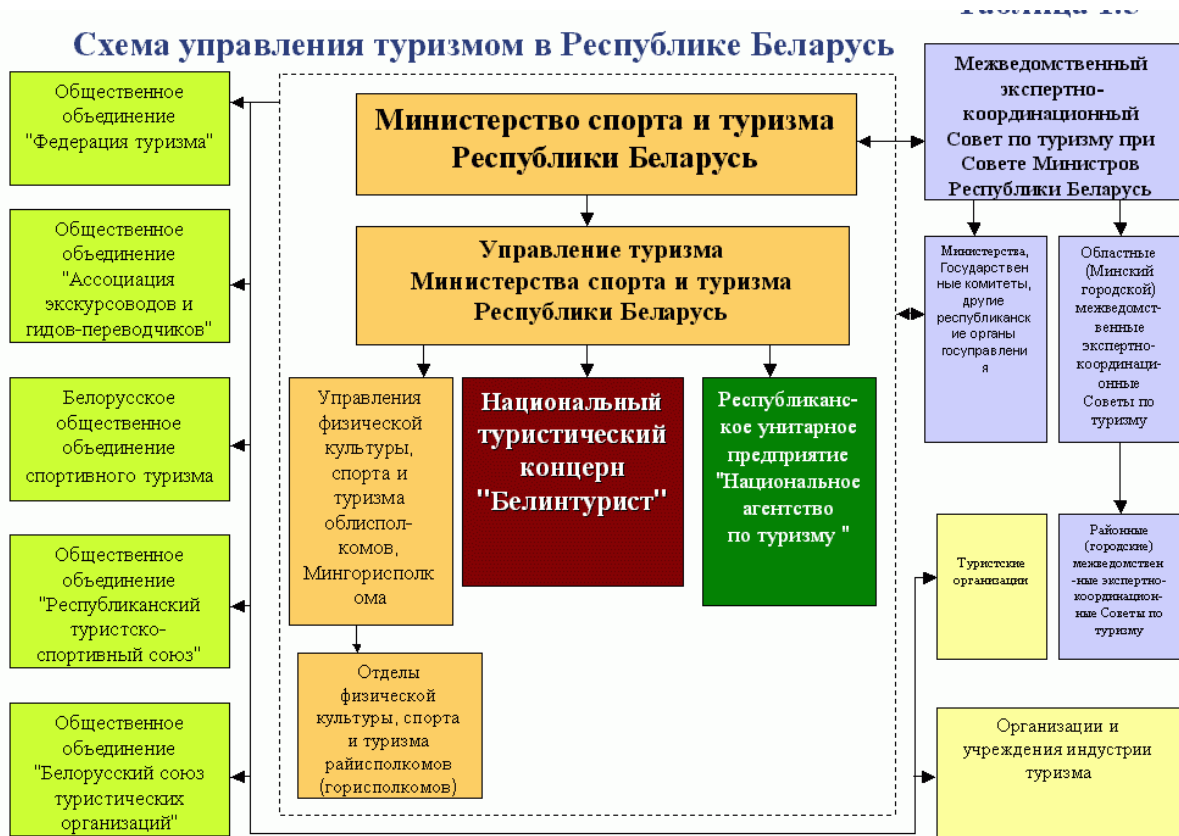 Таблица 1.3
Схема управления туризмом в Республике Беларусь
Общественное
объединение
"Федерация туризма"
Общественное
объединение
"Ассоциация
экскурсоводов и
гидов-переводчиков"
Белорусское
общественное
объединение
спортивного туризма
Общественное
объединение
"Республиканский
туристско-
спортивный союз"
Общественное
объединение
"Белорусский союз
туристических
организаций"
Министерство спорта и туризма
Республики Беларусь
Управление туризма
Министерства спорта и туризма
Республики Беларусь
Управления
физической
культуры,
спорта и
туризма
облиспол-
комов,
Мингорисполк
ома
Национальный
туристический
концерн
"Белинтурист"
Республиканс-
кое унитарное
предприятие
"Национальное
агентство
по туризму "
Отделы
физической
культуры, спорта
и туризма
райисполкомов
(горисполкомов)
Межведомственный
экспертно-
координационный
Совет по туризму при
Совете Министров
Республики Беларусь
Министерства,
Государствен
ные комитеты,
другие
республиканск
ие органы
госуправлени
я
Областные
(Минский
городской)
межведомст-
венные
экспертно-
координаци-
онные
Советы по
туризму
Туристские
организации
Районные
(городские)
межведомствен
-ные экспертно-
координацион-
ные Советы по
туризму
Организации и
учреждения индустрии
туризма